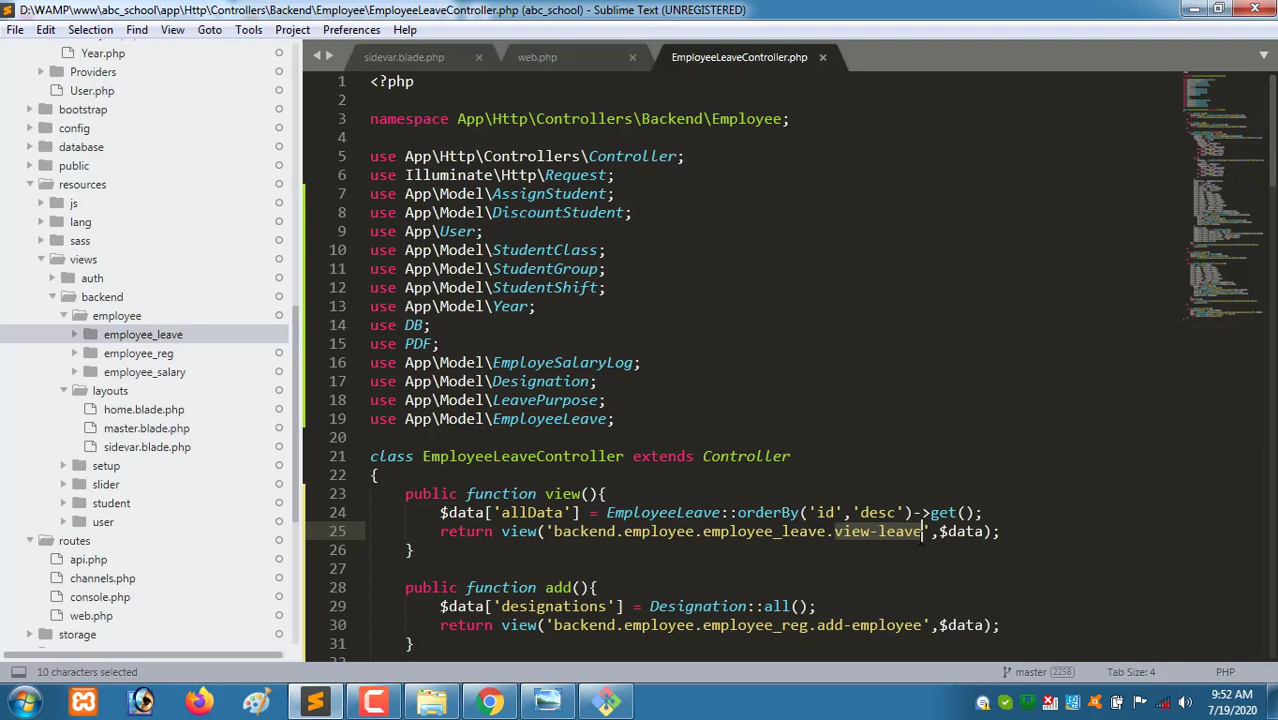 D:\WAMP\www\abc_school\app\Http\Controllers\Backend\Employee\EmployeeLeaveController.php (abc_school) - Sublime Text (UNREGISTERED)
File Edit Selection Find View Goto Tools Project Preferences Help
Year.php
Providers
User.php
bootstrap
config
database
public
resources
js
lang
sass
views
auth
backend
employee
employee_leave
employee_reg
employee_salary
layouts
home.blade.php
master.blade.php
sidevar.blade.php
setup
slider
student
user
routes
api.php
channels.php
console.php
web.php
storage
sidevar.blade.php web.php EmployeeLeaveController.php
1 <?php
2
3 namespace App\Http\Controllers\Backend\Employee;
4
5 use App\Http\Controllers\Controller;
6 use Illuminate\Http\Request;
7 use App\Model\AssignStudent;
8 use App\Model\DiscountStudent;
9 use App\User;
10 use App\Model\StudentClass;
11 use App\Model\StudentGroup;
12 use App\Model\StudentShift;
13 use App\Model\Year;
14 use DB;
15 use PDF;
16 use App\Model\EmployeSalaryLog;
17 use App\Model\Designation;
18 use App\Model\LeavePurpose;
19 use App\Model\EmployeeLeave;
20
21 class EmployeeLeaveController extends Controller
22 {
23 public function view(){
24 $data['allData'] = EmployeeLeave::orderBy('id','desc')->get();
25 return view('backend.employee.employee_leave.view-leave',$data);
26 }
27
28 public function add(){
29 $data['designations'] = Designation::all();
30 return view('backend.employee.employee_reg.add-employee',$data);
31 }
10 characters selected
master 2258 Tab Size: 4 PHP
9:52 AM
7/19/2020